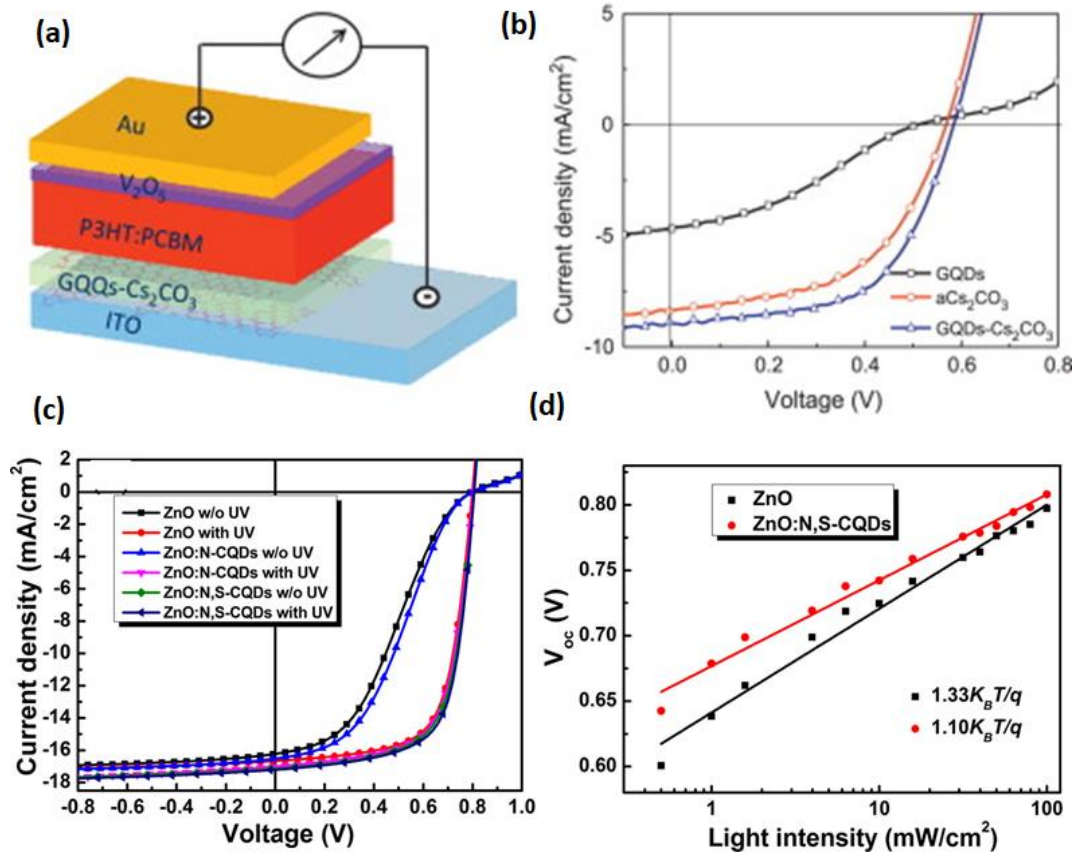 (a)
Au
V₂O₅
P3HT:PCBM
GQQs-Cs₂CO₃
ITO
+
-
(b)
Current density (mA/cm²)
5
0
-5
-10
0.0 0.2 0.4 0.6 0.8
Voltage (V)
GQDs
aCs₂CO₃
GQDs-Cs₂CO₃
(c)
Current density (mA/cm²)
2
0
-2
-4
-6
-8
-10
-12
-14
-16
-18
-0.8 -0.6 -0.4 -0.2 0.0 0.2 0.4 0.6 0.8 1.0
Voltage (V)
ZnO w/o UV
ZnO with UV
ZnO:N-CQDs w/o UV
ZnO:N-CQDs with UV
ZnO:N,S-CQDs w/o UV
ZnO:N,S-CQDs with UV
(d)
V_oc (V)
0.80
0.75
0.70
0.65
0.60
1 10 100
Light intensity (mW/cm²)
ZnO
ZnO:N,S-CQDs
1.33K_BT/q
1.10K_BT/q